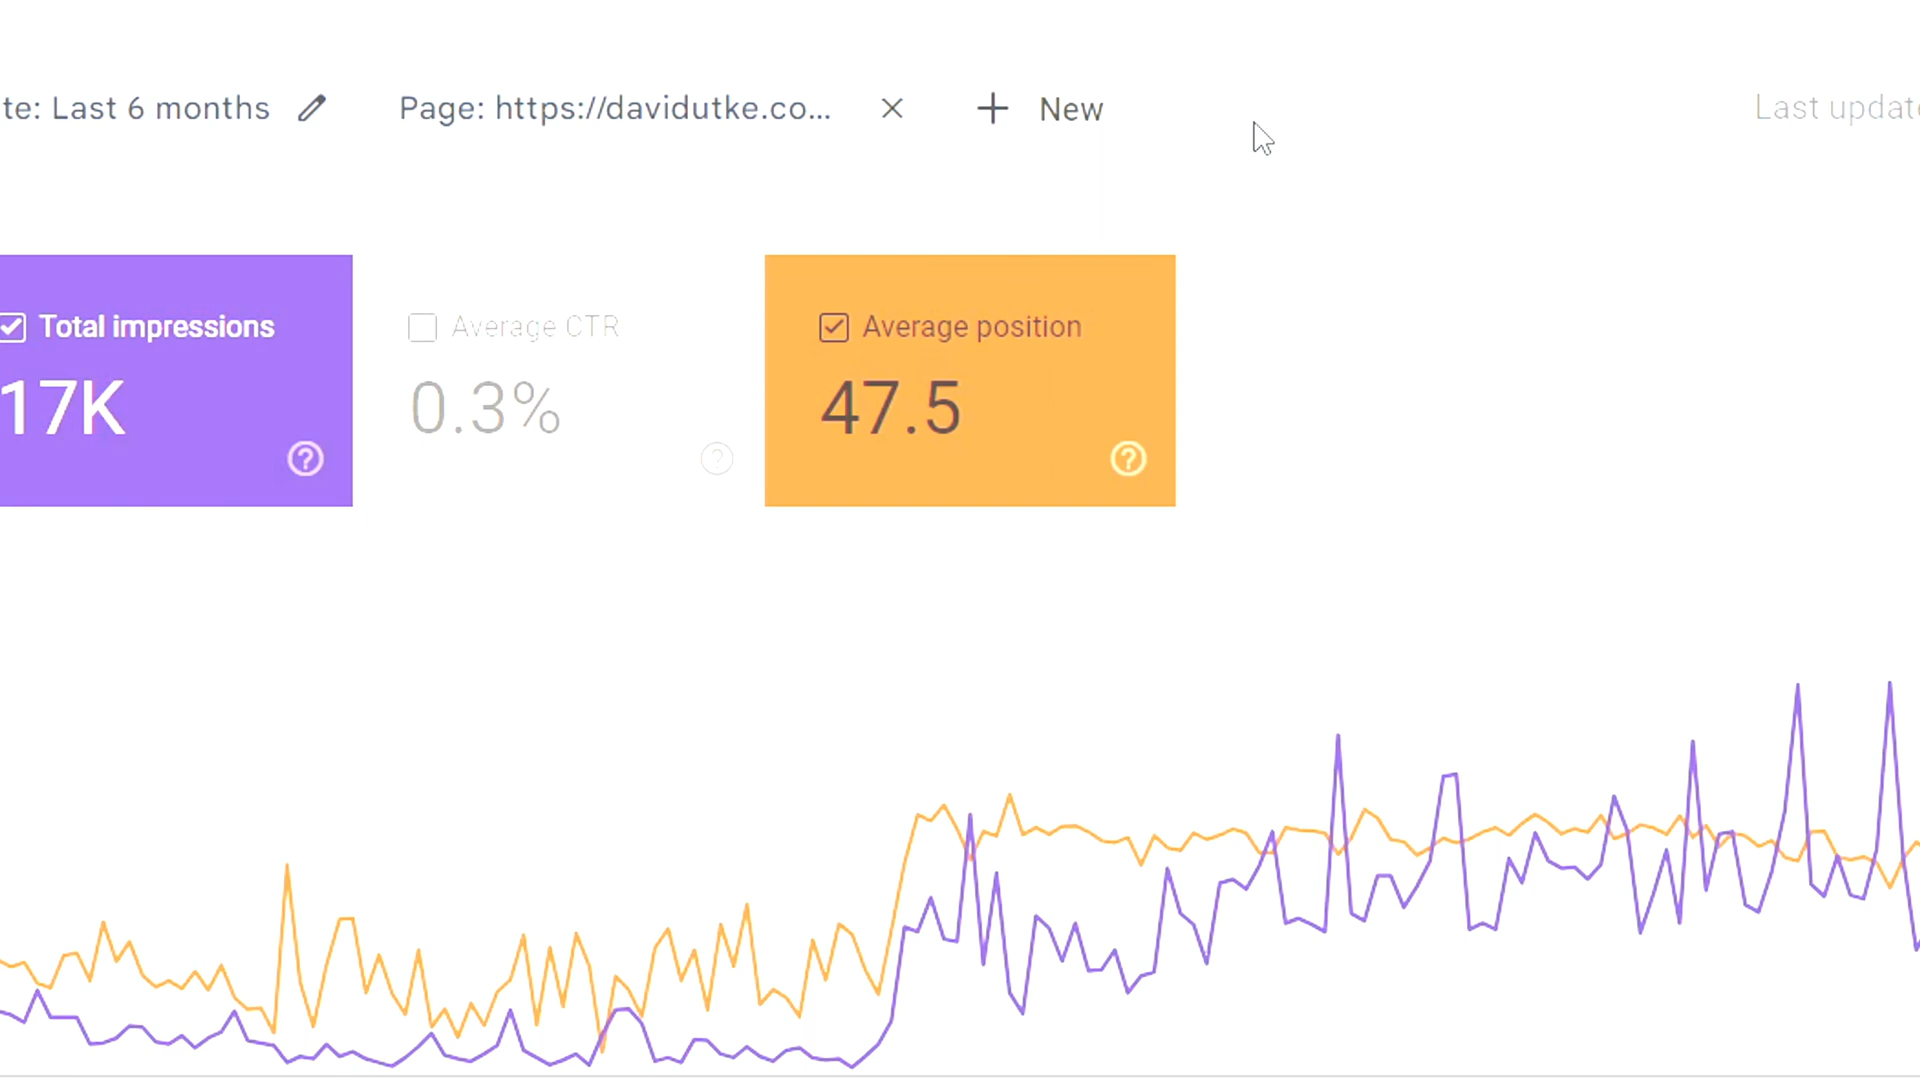 te: Last 6 months
Page: https://davidutke.co...
New
Last update
Total impressions
17K
Average CTR
0.3%
Average position
47.5